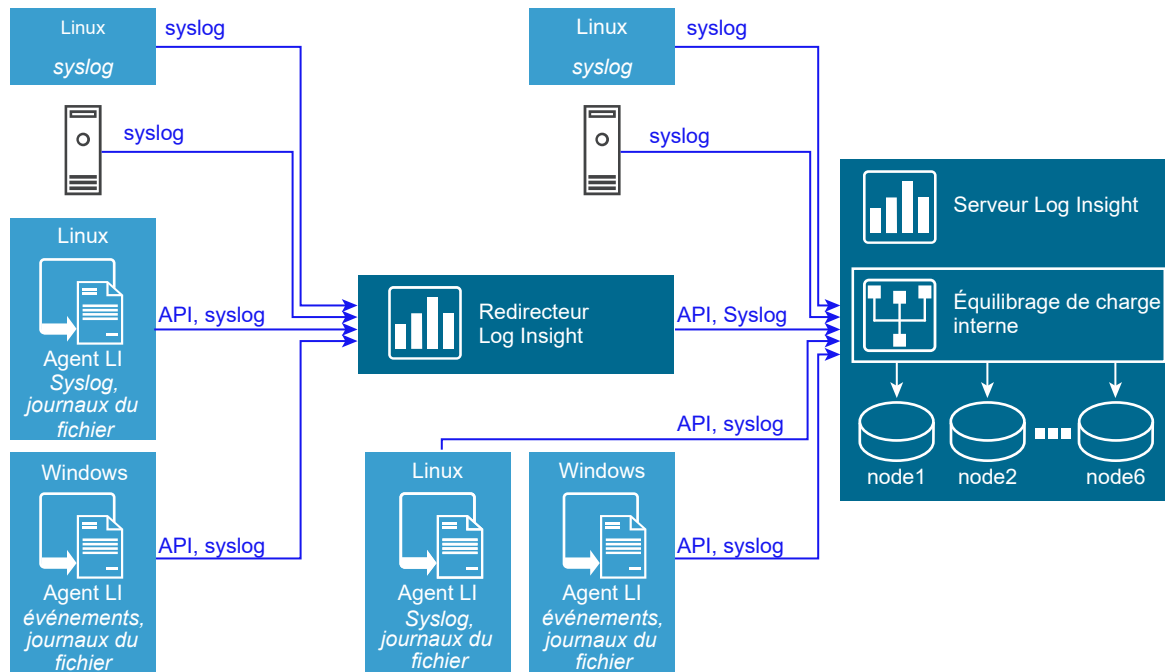 Linux
syslog
syslog
syslog
Linux
API, syslog
Agent LI
Syslog,
journaux du
fichier
Windows
API, syslog
Agent LI
événements,
journaux du
fichier
Redirecteur
Log Insight
API, Syslog
Linux
syslog
syslog
syslog
Linux
API, syslog
Agent LI
Syslog,
journaux du
fichier
Windows
API, syslog
Agent LI
événements,
journaux du
fichier
Serveur Log Insight
Équilibrage de charge
interne
node1
node2
node6